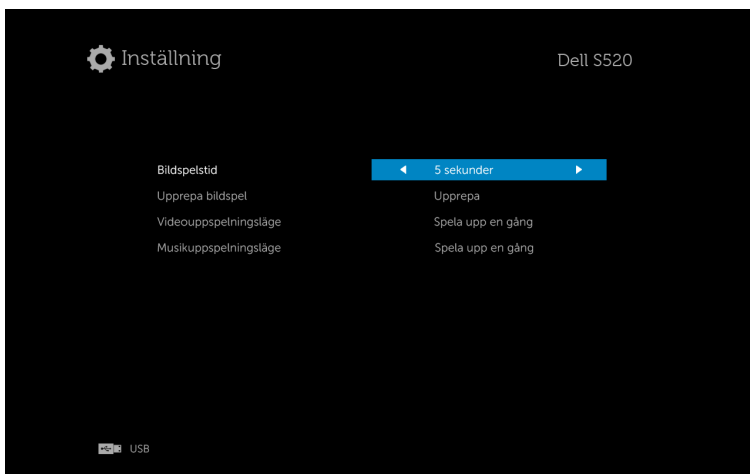 Inställning
Dell S520
Bildspelstid 5 sekunder
Upprepa bildspel Upprepa
Videouppspelningsläge Spela upp en gång
Musikuppspelningsläge Spela upp en gång
USB